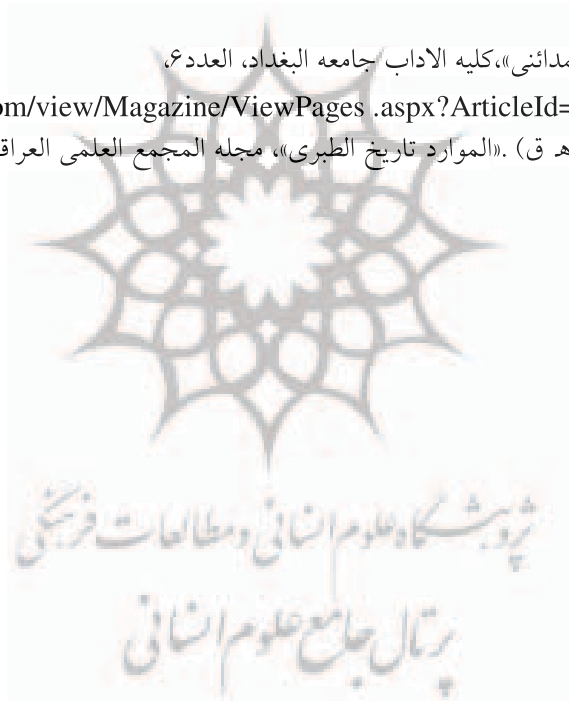 مدائنی»،کلیه الاداب جامعه البغداد، العدد۶،
om/view/Magazine/ViewPages .aspx?ArticleId=
هـ ق) .«الموارد تاریخ الطبری»، مجله المجمع العلمی العراق
پژوهشگاه علوم انسانی و مطالعات فرهنگی
پرتال جامع علوم انسانی